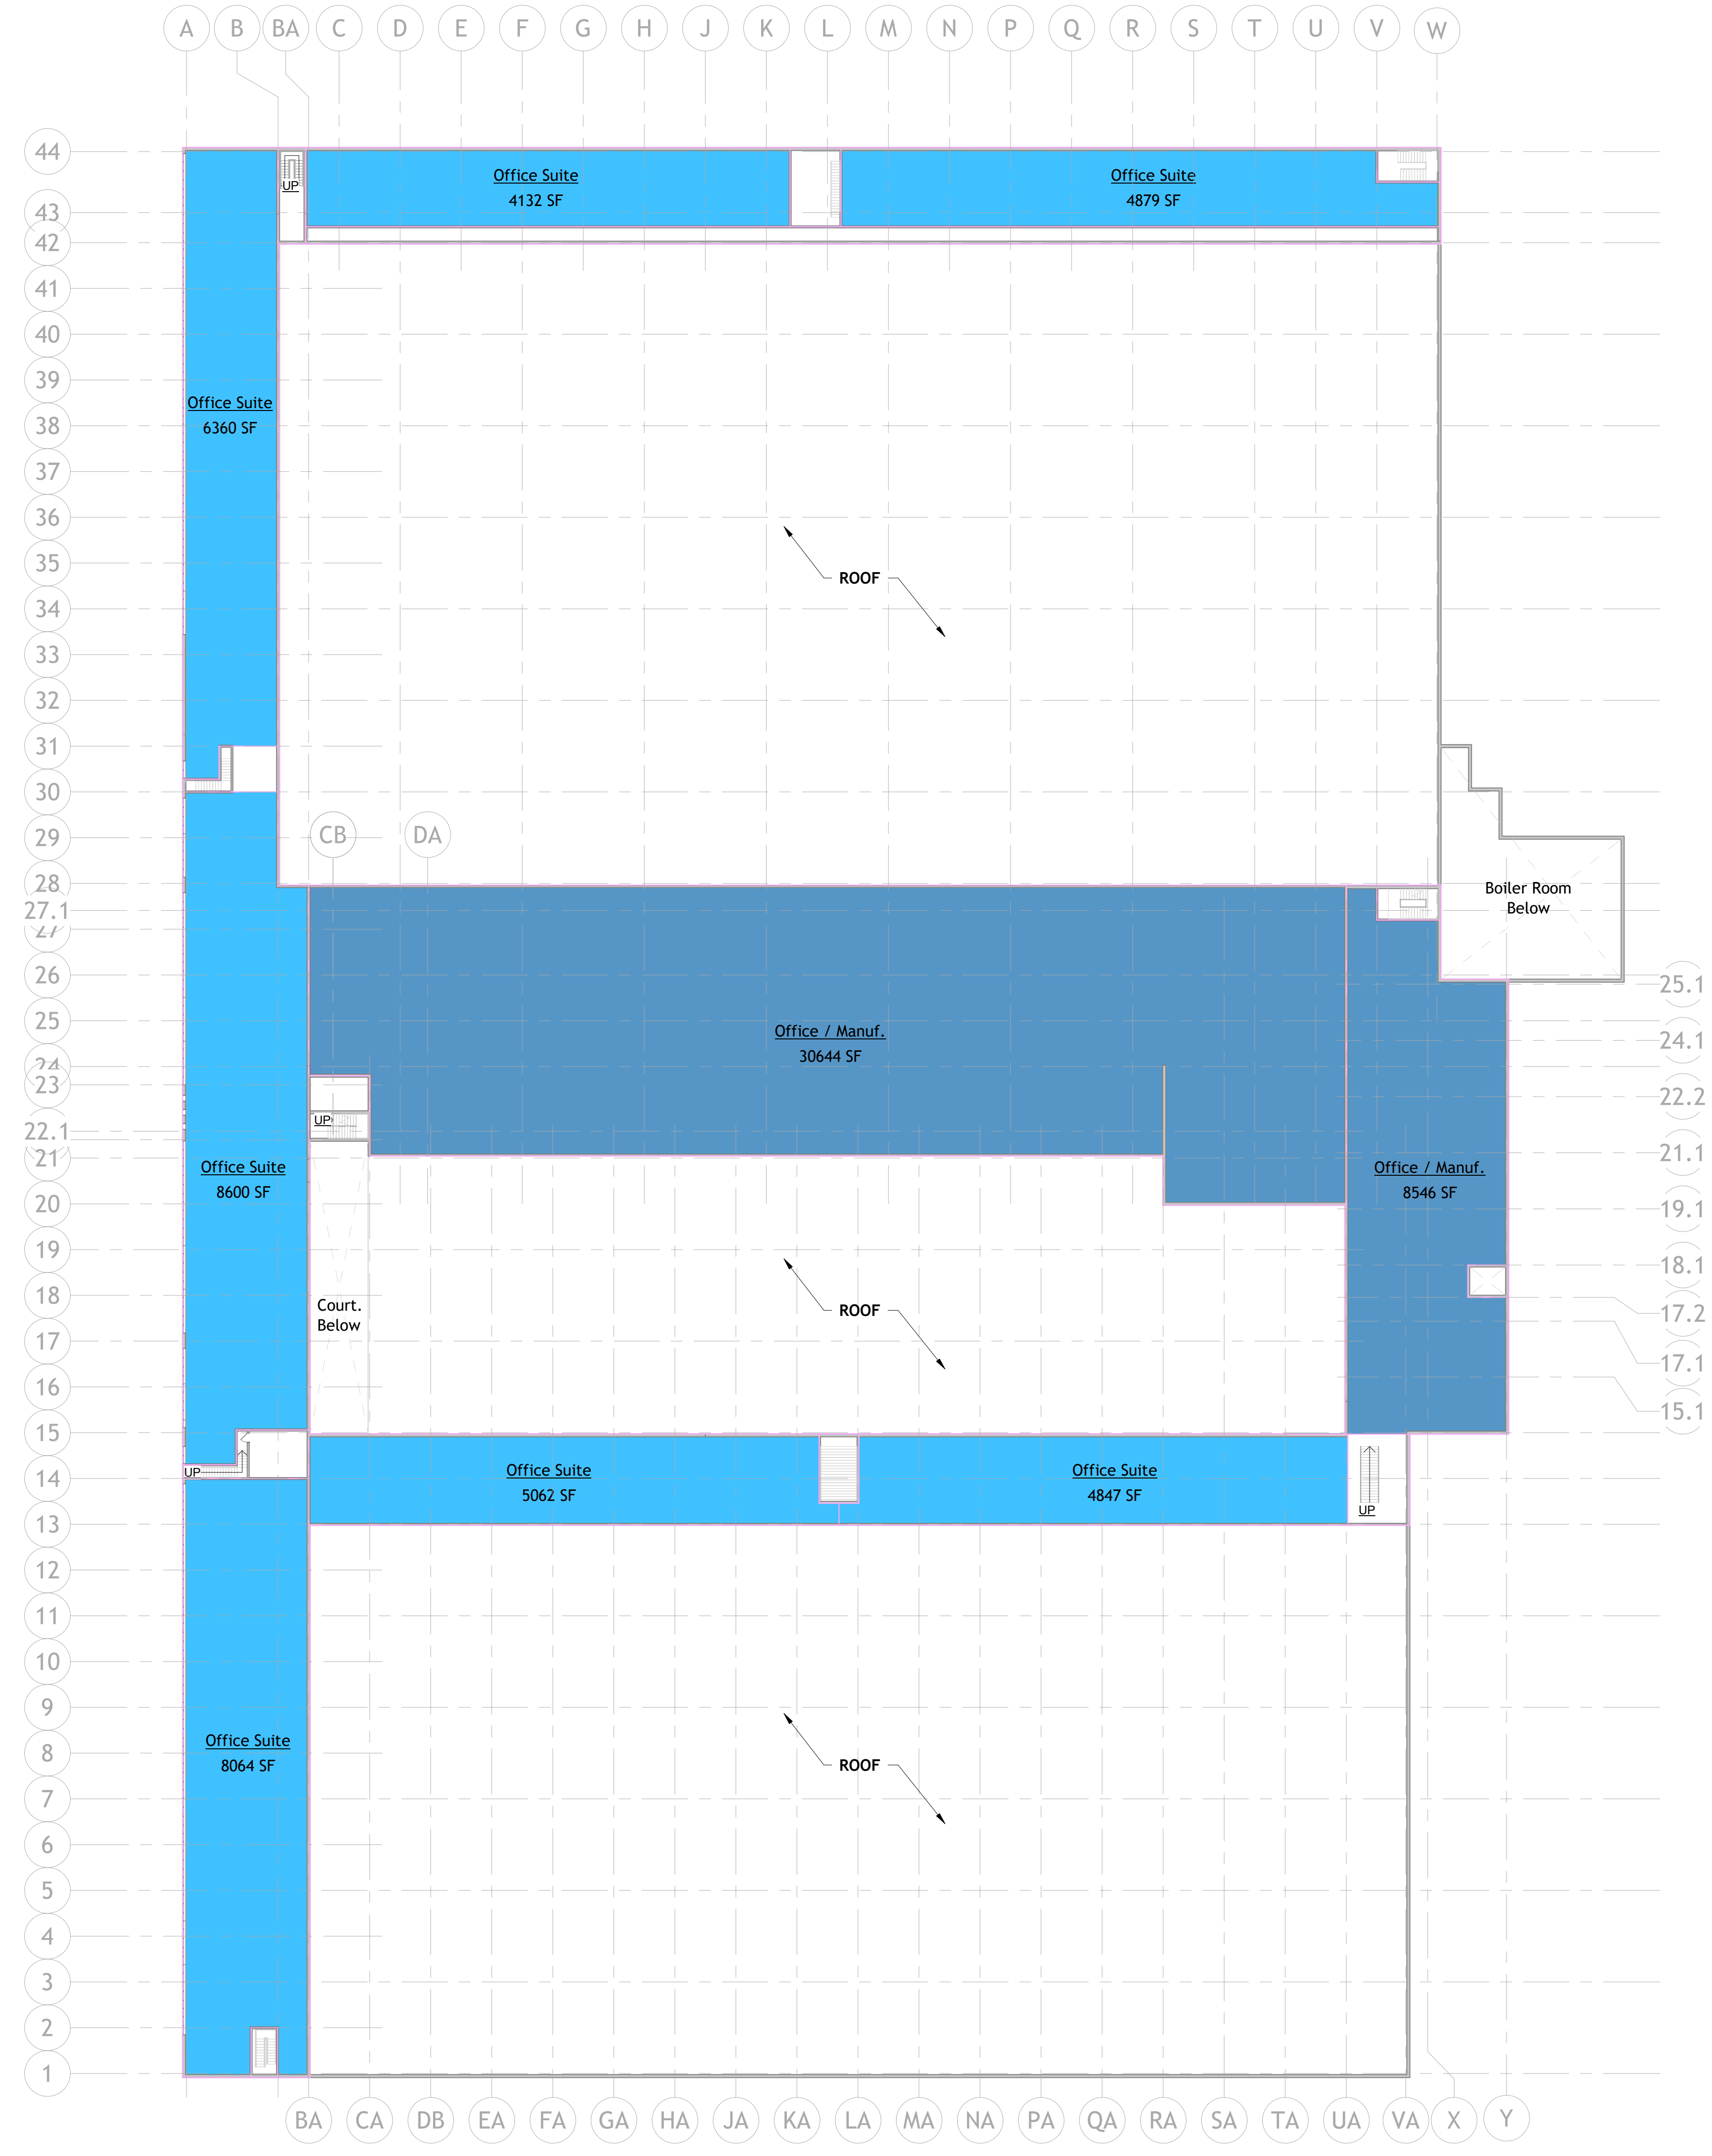 A B BA C D E F G H J K L M N P Q R S T U V W
44
Office Suite
4132 SF
Office Suite
4879 SF
UP
43
42
41
40
39
Office Suite
6360 SF
38
37
36
35
ROOF
34
33
32
31
30
29
CB DA
28
Boiler Room
Below
27.1
27
26
25.1
25
Office / Manuf.
30644 SF
24.1
24
23
22.2
UP
22.1
21
21.1
Office Suite
8600 SF
Office / Manuf.
8546 SF
20
19.1
19
18.1
18
Court.
Below
ROOF
17.2
17
17.1
16
15.1
15
Office Suite
5062 SF
Office Suite
4847 SF
UP
14
UP
13
12
11
10
9
Office Suite
8064 SF
8
ROOF
7
6
5
4
3
2
1
BA CA DB EA FA GA HA JA KA LA MA NA PA QA RA SA TA UA VA X Y